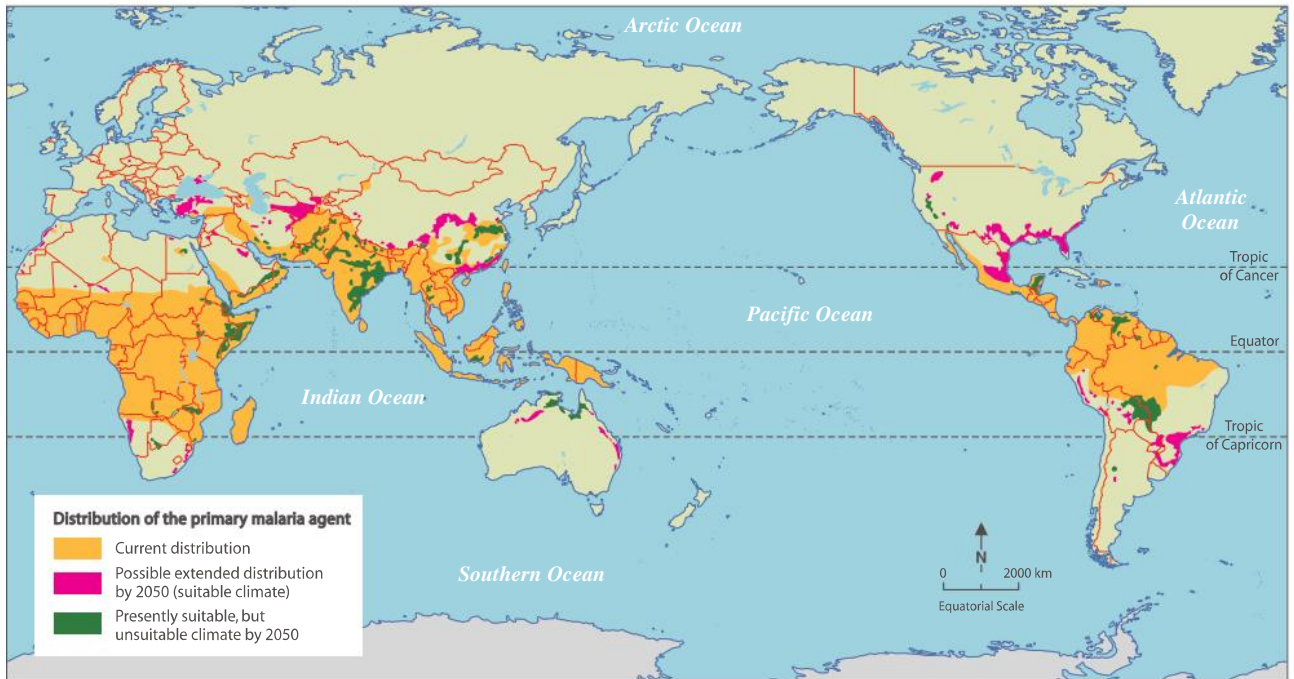 Arctic Ocean
Atlantic
Ocean
Tropic
of Cancer
Pacific Ocean
Equator
Indian Ocean
Tropic
of Capricorn
Distribution of the primary malaria agent
Current distribution
Possible extended distribution
by 2050 (suitable climate)
Presently suitable, but
unsuitable climate by 2050
Southern Ocean
N
0 2000 km
Equatorial Scale